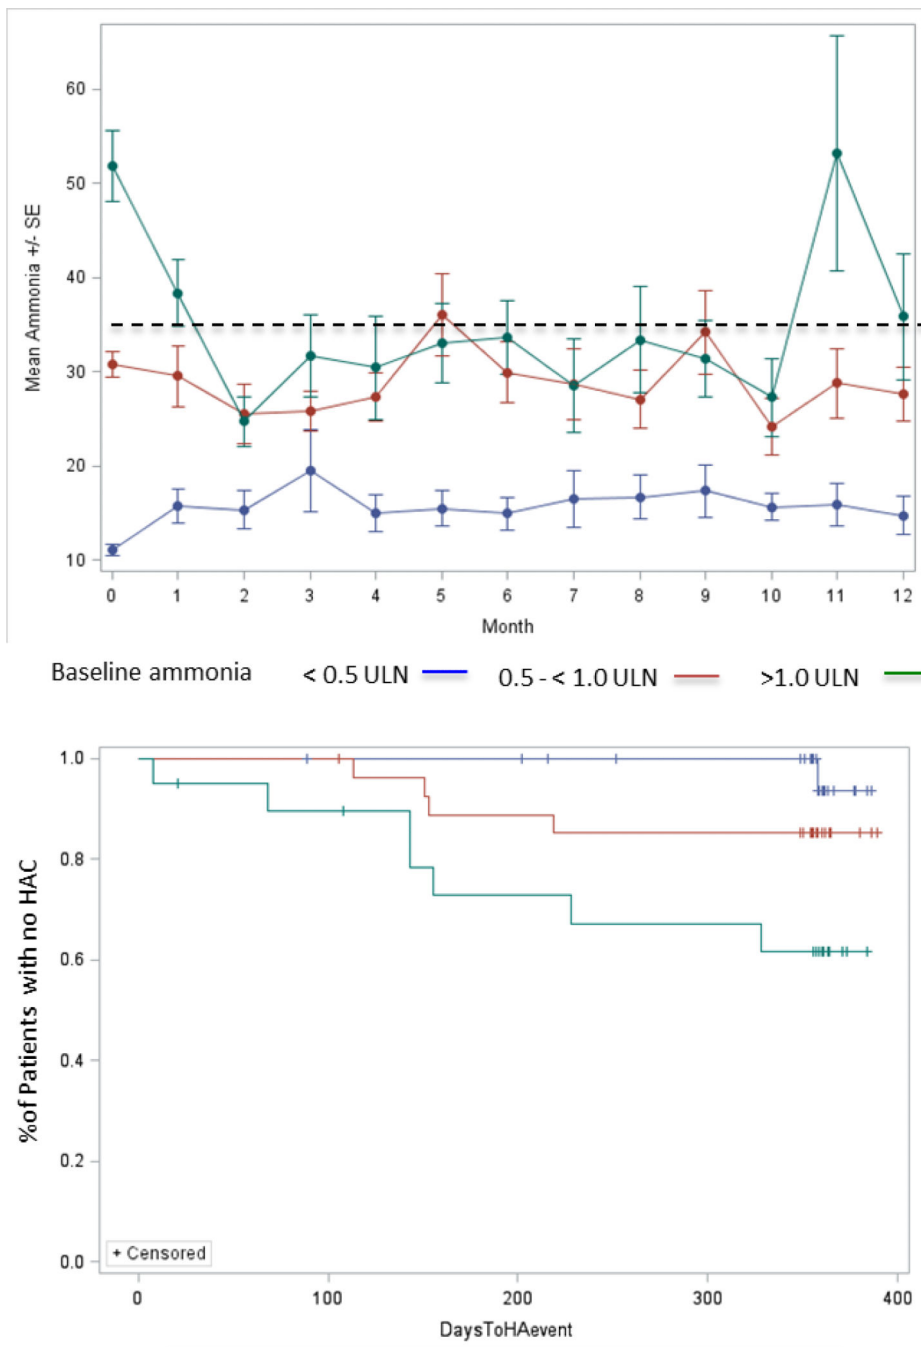 60
50
40
30
20
10
Mean Ammonia +/- SE
0 1 2 3 4 5 6 7 8 9 10 11 12
Month
Baseline ammonia < 0.5 ULN 0.5 - < 1.0 ULN >1.0 ULN
1.0
0.8
0.6
0.4
0.2
0.0
%of Patients with no HAC
+ Censored
0 100 200 300 400
DaysToHAevent